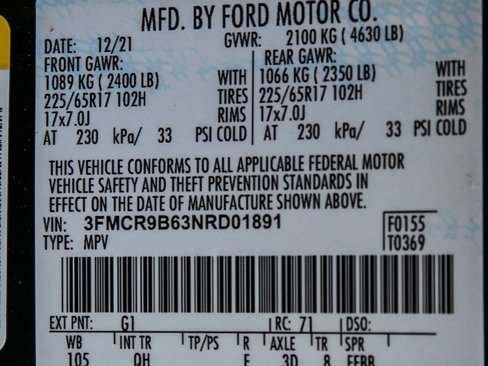 MFD. BY FORD MOTOR CO.
DATE: 12/21 GVWR: 2100 KG ( 4630 LB)
FRONT GAWR: REAR GAWR:
1089 KG ( 2400 LB) WITH 1066 KG ( 2350 LB) WITH
225/65R17 102H TIRES 225/65R17 102H TIRES
17x7.0J RIMS 17x7.0J RIMS
AT 230 kPa/ 33 PSI COLD AT 230 kPa/ 33 PSI COLD
THIS VEHICLE CONFORMS TO ALL APPLICABLE FEDERAL MOTOR
VEHICLE SAFETY AND THEFT PREVENTION STANDARDS IN
EFFECT ON THE DATE OF MANUFACTURE SHOWN ABOVE.
VIN: 3FMCR9B63NRD01891 F0155
TYPE: MPV T0369
EXT PNT: G1 RC: 71 DSO:
WB INT TR TP/PS R AXLE TR SPR
105 QH E 3D 8 EEBB